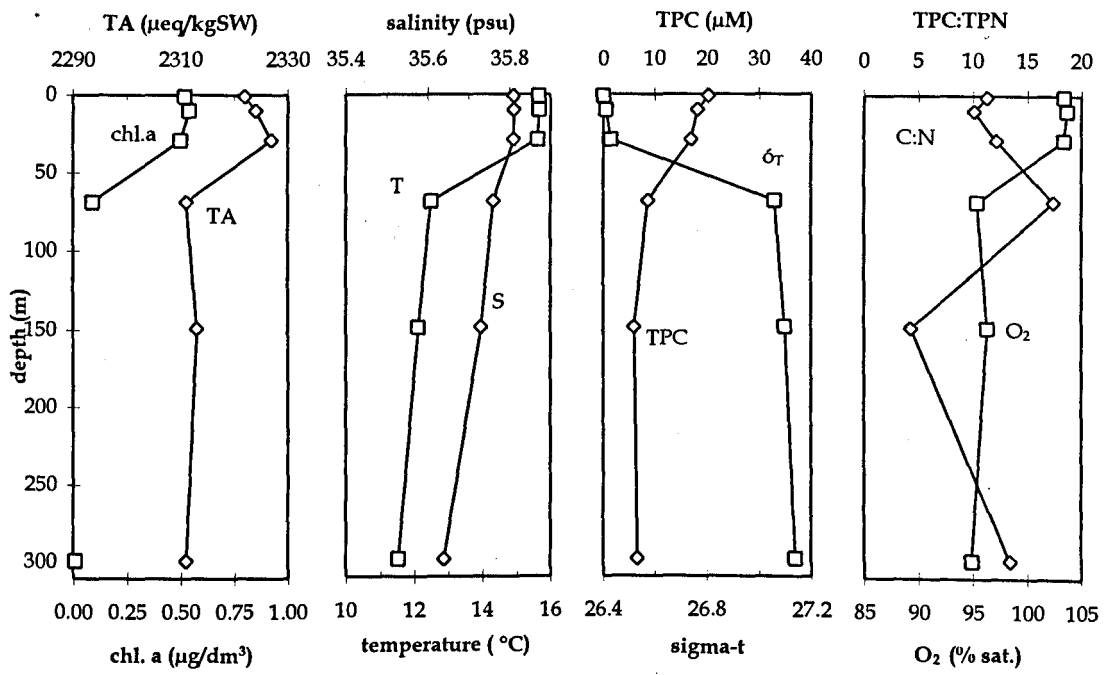 TA (µeq/kgSW)
2290 2310 2330
salinity (psu)
35.4 35.6 35.8
TPC (µM)
0 10 20 30 40
TPC:TPN
0 5 10 15 20
depth (m)
0
50
100
150
200
250
300
chl.a
TA
T
S
TPC
σ́T
C:N
O₂
0.00 0.25 0.50 0.75 1.00
chl. a (µg/dm³)
10 12 14 16
temperature ( °C)
26.4 26.8 27.2
sigma-t
85 95 100 105
O₂ (% sat.)